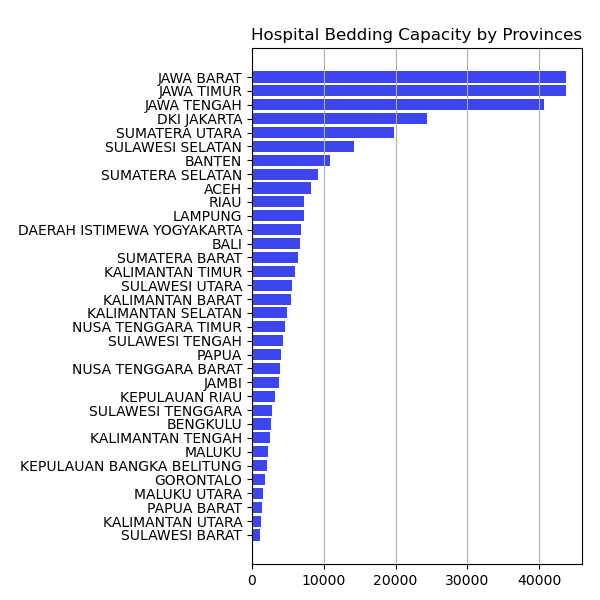 Hospital Bedding Capacity by Provinces
JAWA BARAT
JAWA TIMUR
JAWA TENGAH
DKI JAKARTA
SUMATERA UTARA
SULAWESI SELATAN
BANTEN
SUMATERA SELATAN
ACEH
RIAU
LAMPUNG
DAERAH ISTIMEWA YOGYAKARTA
BALI
SUMATERA BARAT
KALIMANTAN TIMUR
SULAWESI UTARA
KALIMANTAN BARAT
KALIMANTAN SELATAN
NUSA TENGGARA TIMUR
SULAWESI TENGAH
PAPUA
NUSA TENGGARA BARAT
JAMBI
KEPULAUAN RIAU
SULAWESI TENGGARA
BENGKULU
KALIMANTAN TENGAH
MALUKU
KEPULAUAN BANGKA BELITUNG
GORONTALO
MALUKU UTARA
PAPUA BARAT
KALIMANTAN UTARA
SULAWESI BARAT
0 10000 20000 30000 40000